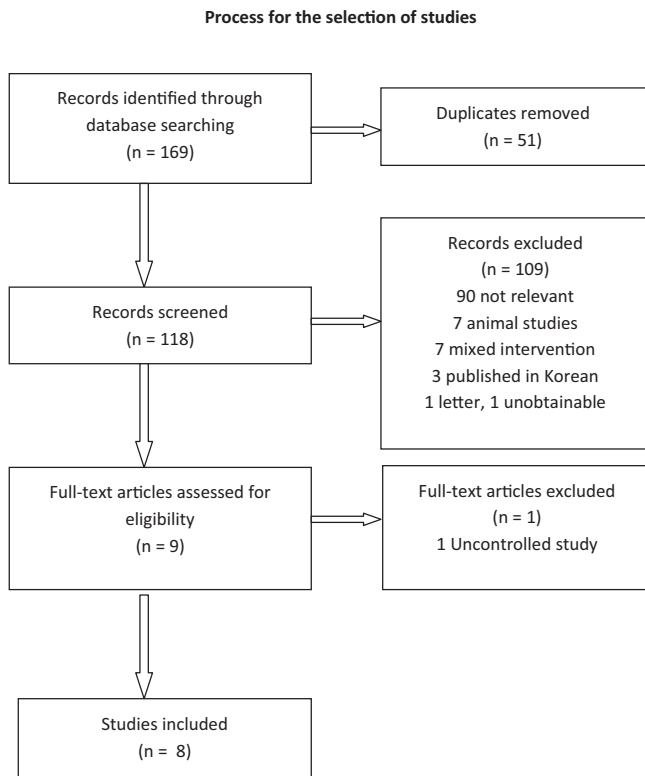 Process for the selection of studies
Records identified through
database searching
(n = 169)
Duplicates removed
(n = 51)
Records excluded
(n = 109)
90 not relevant
7 animal studies
7 mixed intervention
3 published in Korean
1 letter, 1 unobtainable
Records screened
(n = 118)
Full-text articles assessed for
eligibility
(n = 9)
Full-text articles excluded
(n = 1)
1 Uncontrolled study
Studies included
(n = 8)